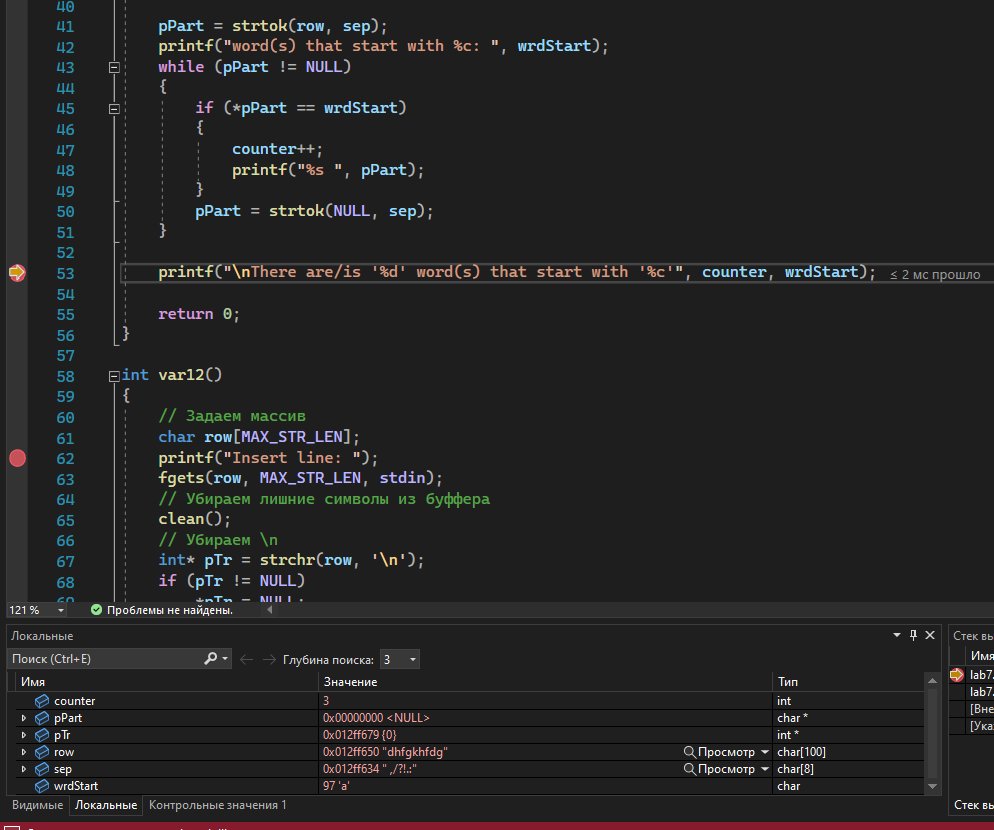 40
41 pPart = strtok(row, sep);
42 printf("word(s) that start with %c: ", wrdStart);
43 while (pPart != NULL)
44 {
45 if (*pPart == wrdStart)
46 {
47 counter++;
48 printf("%s ", pPart);
49 }
50 pPart = strtok(NULL, sep);
51 }
52
53 printf("\nThere are/is '%d' word(s) that start with '%c'", counter, wrdStart); ≤ 2 мс прошло
54
55 return 0;
56 }
57
58 int var12()
59 {
60 // Задаем массив
61 char row[MAX_STR_LEN];
62 printf("Insert line: ");
63 fgets(row, MAX_STR_LEN, stdin);
64 // Убираем лишние символы из буффера
65 clean();
66 // Убираем \n
67 int* pTr = strchr(row, '\n');
68 if (pTr != NULL)
69 *pTr = NULL;
121 % Проблемы не найдены.
Локальные
Поиск (Ctrl+E) Глубина поиска: 3
Имя Значение Тип
counter 3 int
pPart 0x00000000 <NULL> char *
pTr 0x012ff679 {0} int *
row 0x012ff650 "dhfgkhfdg" Просмотр char[100]
sep 0x012ff634 " ,/?!.:" Просмотр char[8]
wrdStart 97 'a' char
Видимые Локальные Контрольные значения 1
Стек вы
Имя
lab7.
lab7.
[Вне
[Ука
Стек вы